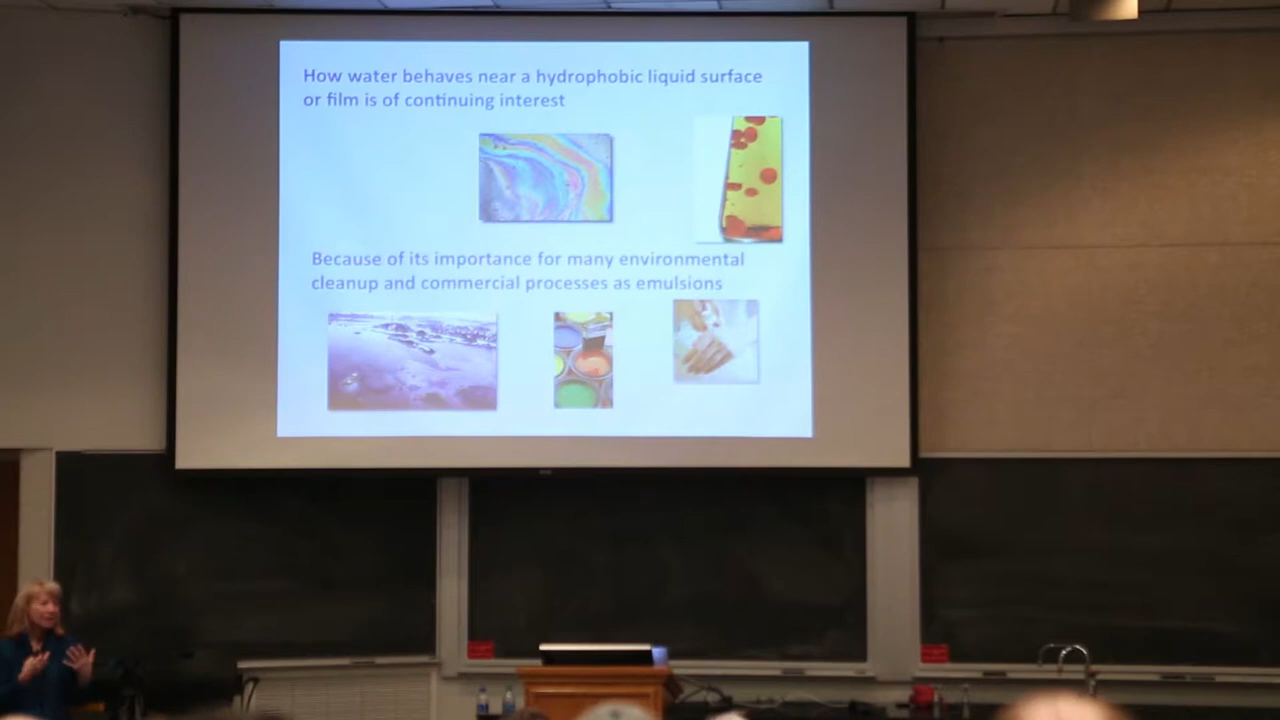 How water behaves near a hydrophobic liquid surface
or film is of continuing interest
Because of its importance for many environmental
cleanup and commercial processes as emulsions